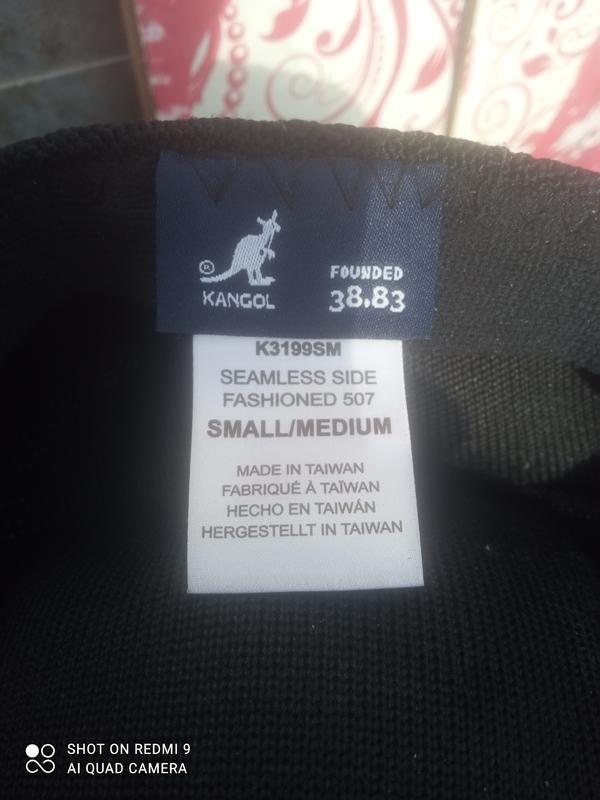 ®
KANGOL
FOUNDED
38.83
K3199SM
SEAMLESS SIDE
FASHIONED 507
SMALL/MEDIUM
MADE IN TAIWAN
FABRIQUÉ À TAÏWAN
HECHO EN TAIWÁN
HERGESTELLT IN TAIWAN
SHOT ON REDMI 9
AI QUAD CAMERA